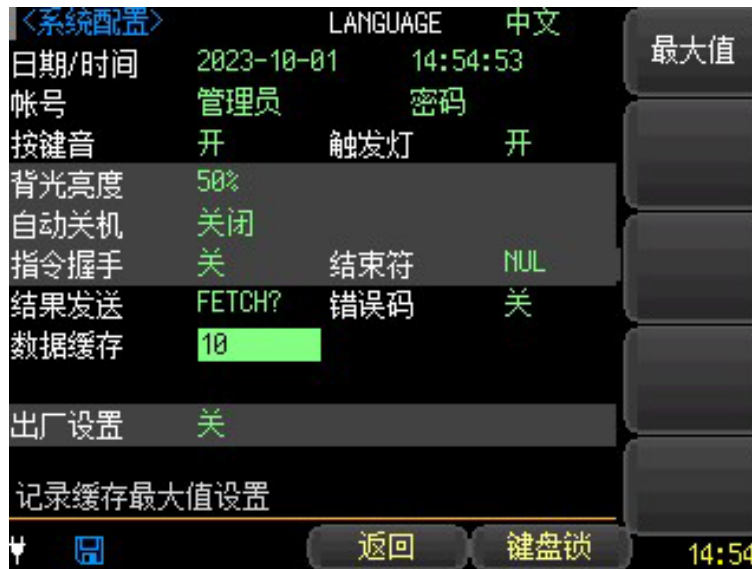 <系统配置> LANGUAGE 中文
最大值
日期/时间 2023-10-01 14:54:53
帐号 管理员 密码
按键音 开 触发灯 开
背光亮度 50%
自动关机 关闭
指令握手 关 结束符 NUL
结果发送 FETCH? 错误码 关
数据缓存 10
出厂设置 关
记录缓存最大值设置
返回 键盘锁 14:54